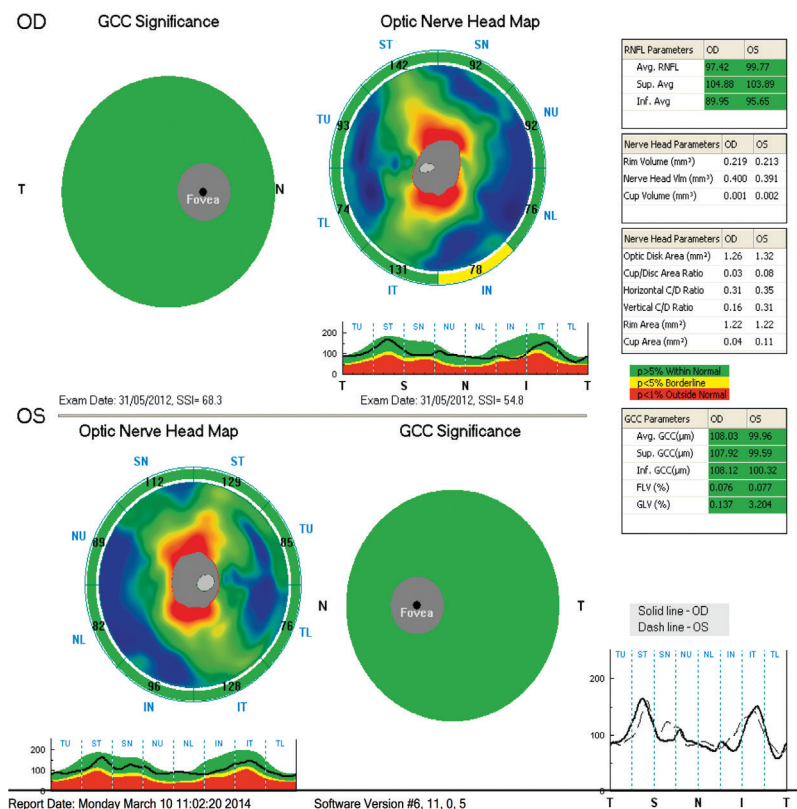 OD GCC Significance Optic Nerve Head Map
ST SN
142 92
TU NU
93 92
T Fovea N
TL NL
74 76
131 78
IT IN
TU ST SN NU NL IN IT TL
200
100
0
T S N I T
Exam Date: 31/05/2012, SSI= 68.3 Exam Date: 31/05/2012, SSI= 54.8
RNFL Parameters OD OS
Avg. RNFL 97.42 99.77
Sup. Avg 104.88 103.89
Inf. Avg 89.95 95.65
Nerve Head Parameters OD OS
Rim Volume (mm³) 0.219 0.213
Nerve Head Vlm (mm³) 0.400 0.391
Cup Volume (mm³) 0.001 0.002
Nerve Head Parameters OD OS
Optic Disk Area (mm²) 1.26 1.32
Cup/Disc Area Ratio 0.03 0.08
Horizontal C/D Ratio 0.31 0.35
Vertical C/D Ratio 0.16 0.31
Rim Area (mm²) 1.22 1.22
Cup Area (mm²) 0.04 0.11
p>5% Within Normal
p<5% Borderline
p<1% Outside Normal
GCC Parameters OD OS
Avg. GCC(µm) 108.03 99.96
Sup. GCC(µm) 107.92 99.59
Inf. GCC(µm) 108.12 100.32
FLV (%) 0.076 0.077
GLV (%) 0.137 3.204
OS
Optic Nerve Head Map GCC Significance
SN ST
112 129
NU TU
89 85
N Fovea T
82 76
NL TL
96 128
IN IT
TU ST SN NU NL IN IT TL
200
100
0
Solid line - OD
Dash line - OS
TU ST SN NU NL IN IT TL
200
100
0
T S N I T
Report Date: Monday March 10 11:02:20 2014 Software Version #6, 11, 0, 5